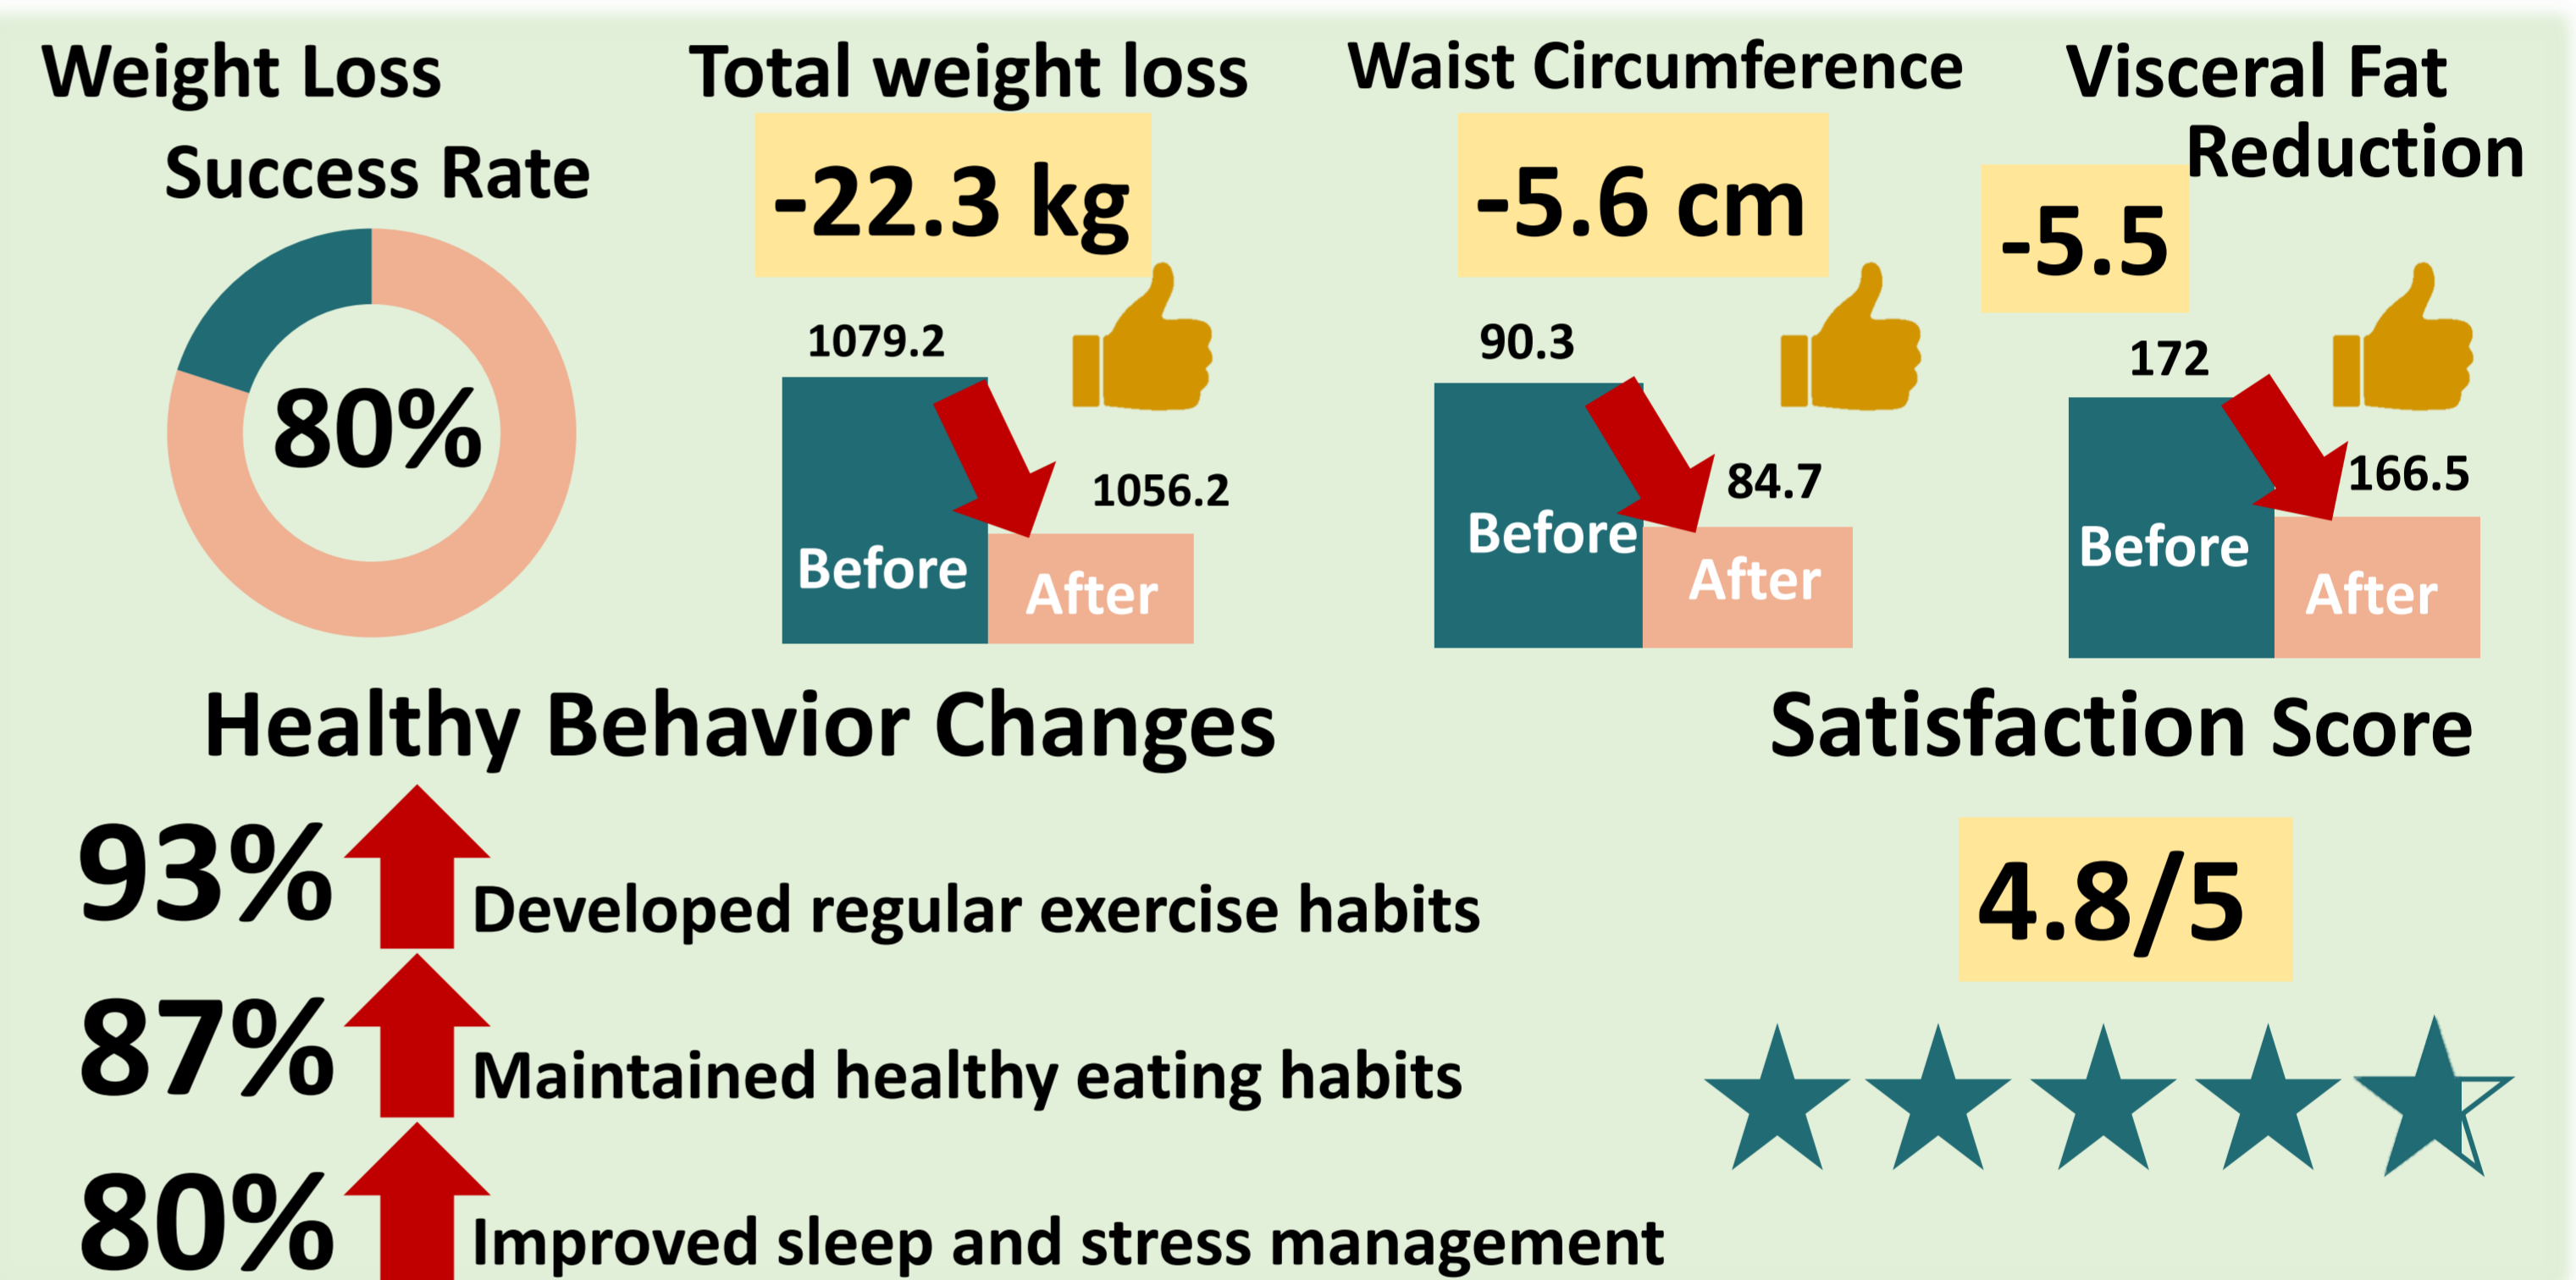 Weight Loss
Success Rate
80%
Total weight loss
-22.3 kg
1079.2
1056.2
Before
After
Waist Circumference
-5.6 cm
90.3
84.7
Before
After
Visceral Fat
Reduction
-5.5
172
166.5
Before
After
Healthy Behavior Changes
93%
Developed regular exercise habits
87%
Maintained healthy eating habits
80%
Improved sleep and stress management
Satisfaction Score
4.8/5